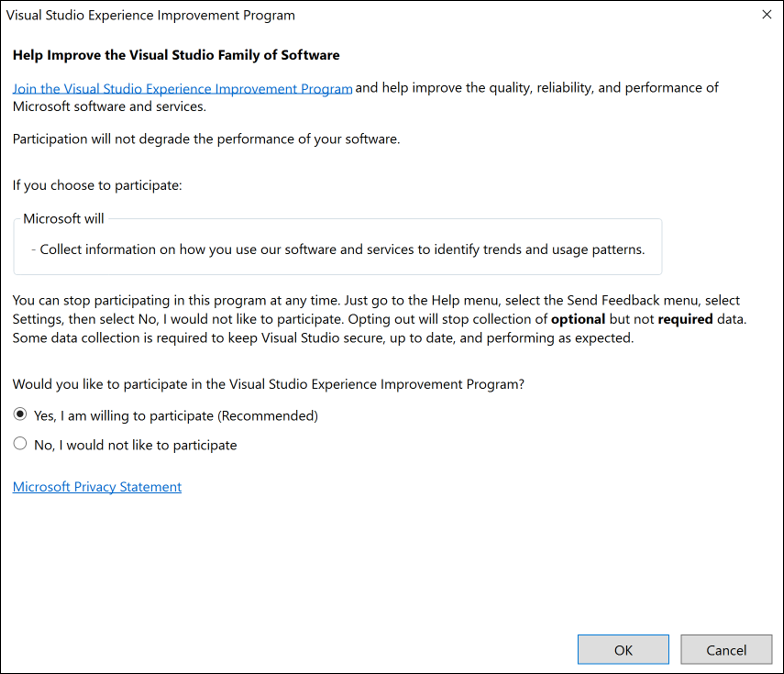 Visual Studio Experience Improvement Program
Help Improve the Visual Studio Family of Software
Join the Visual Studio Experience Improvement Program and help improve the quality, reliability, and performance of
Microsoft software and services.
Participation will not degrade the performance of your software.
If you choose to participate:
Microsoft will
- Collect information on how you use our software and services to identify trends and usage patterns.
You can stop participating in this program at any time. Just go to the Help menu, select the Send Feedback menu, select
Settings, then select No, I would not like to participate. Opting out will stop collection of optional but not required data.
Some data collection is required to keep Visual Studio secure, up to date, and performing as expected.
Would you like to participate in the Visual Studio Experience Improvement Program?
Yes, I am willing to participate (Recommended)
No, I would not like to participate
Microsoft Privacy Statement
OK Cancel